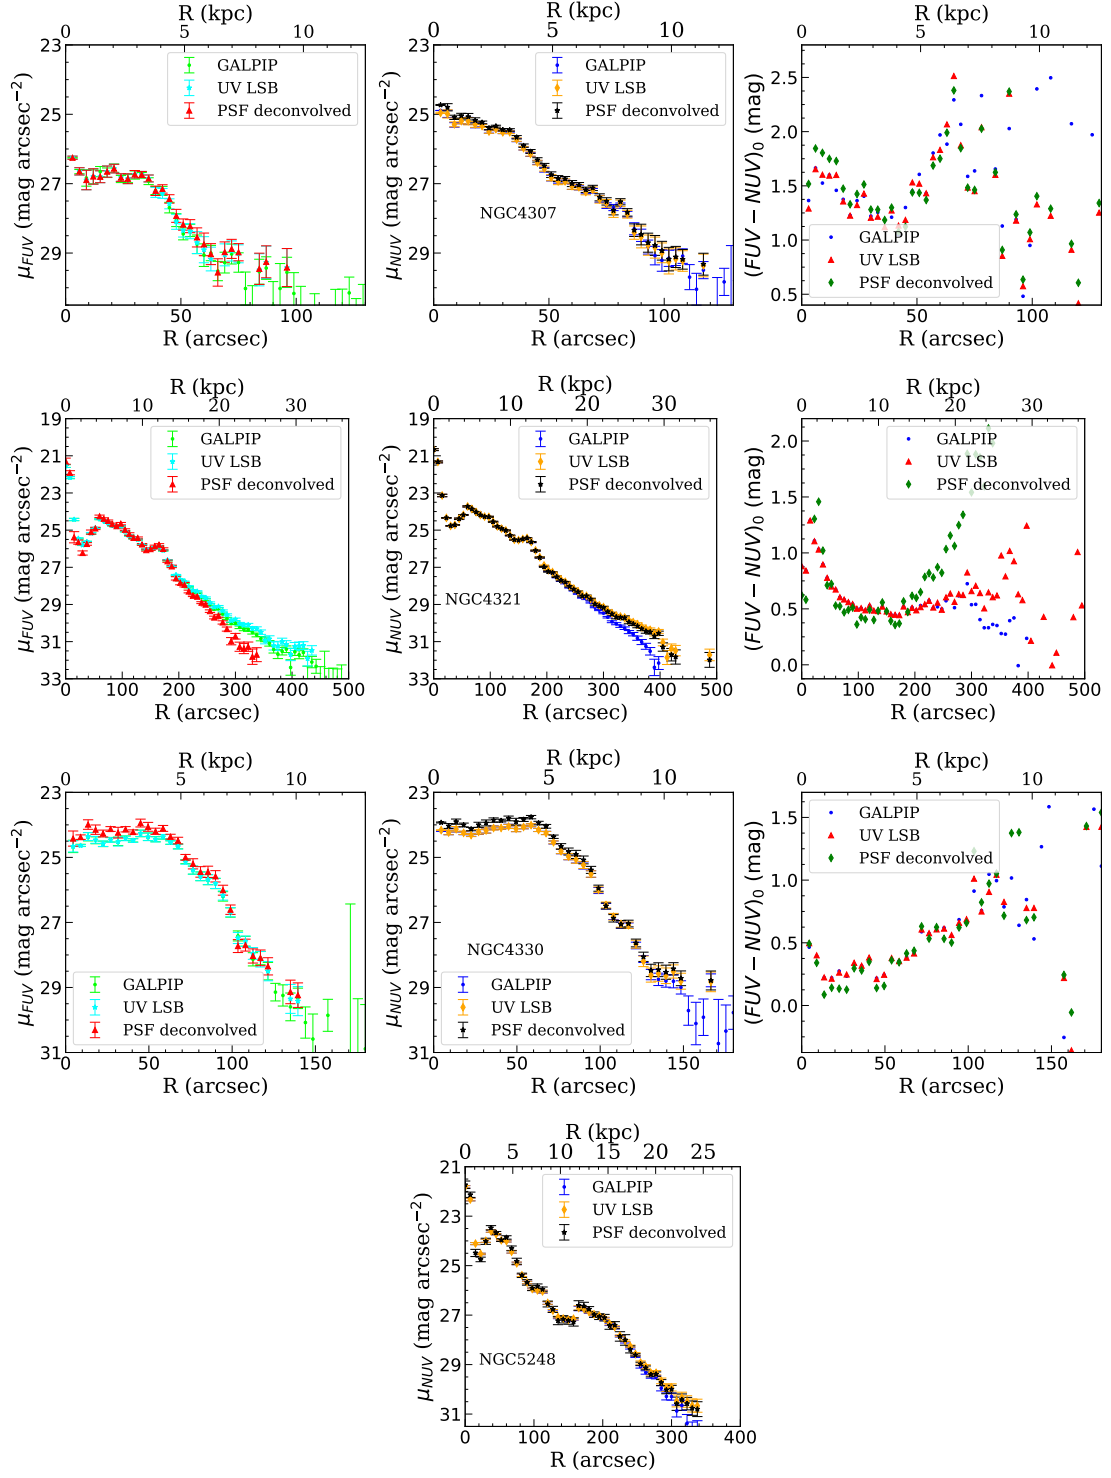 R (kpc)
0 5 10
23
25
27
29
μFUV (mag arcsec−2)
GALPIP
UV LSB
PSF deconvolved
0 50 100
R (arcsec)
R (kpc)
0 5 10
23
25
27
29
μNUV (mag arcsec−2)
GALPIP
UV LSB
PSF deconvolved
NGC4307
0 50 100
R (arcsec)
R (kpc)
0 5 10
2.5
2.0
1.5
1.0
0.5
(FUV − NUV)0 (mag)
GALPIP
UV LSB
PSF deconvolved
0 50 100
R (arcsec)
R (kpc)
0 10 20 30
19
21
23
25
27
29
31
33
μFUV (mag arcsec−2)
GALPIP
UV LSB
PSF deconvolved
0 100 200 300 400 500
R (arcsec)
R (kpc)
0 10 20 30
19
21
23
25
27
29
31
33
μNUV (mag arcsec−2)
GALPIP
UV LSB
PSF deconvolved
NGC4321
0 100 200 300 400 500
R (arcsec)
R (kpc)
0 10 20 30
2.0
1.5
1.0
0.5
0.0
(FUV − NUV)0 (mag)
GALPIP
UV LSB
PSF deconvolved
0 100 200 300 400 500
R (arcsec)
R (kpc)
0 5 10
23
25
27
29
31
μFUV (mag arcsec−2)
GALPIP
UV LSB
PSF deconvolved
0 50 100 150
R (arcsec)
R (kpc)
0 5 10
23
25
27
29
31
μNUV (mag arcsec−2)
NGC4330
GALPIP
UV LSB
PSF deconvolved
0 50 100 150
R (arcsec)
R (kpc)
0 5 10
1.5
1.0
0.5
0.0
(FUV − NUV)0 (mag)
GALPIP
UV LSB
PSF deconvolved
0 50 100 150
R (arcsec)
R (kpc)
0 5 10 15 20 25
21
23
25
27
29
31
μNUV (mag arcsec−2)
GALPIP
UV LSB
PSF deconvolved
NGC5248
0 100 200 300 400
R (arcsec)